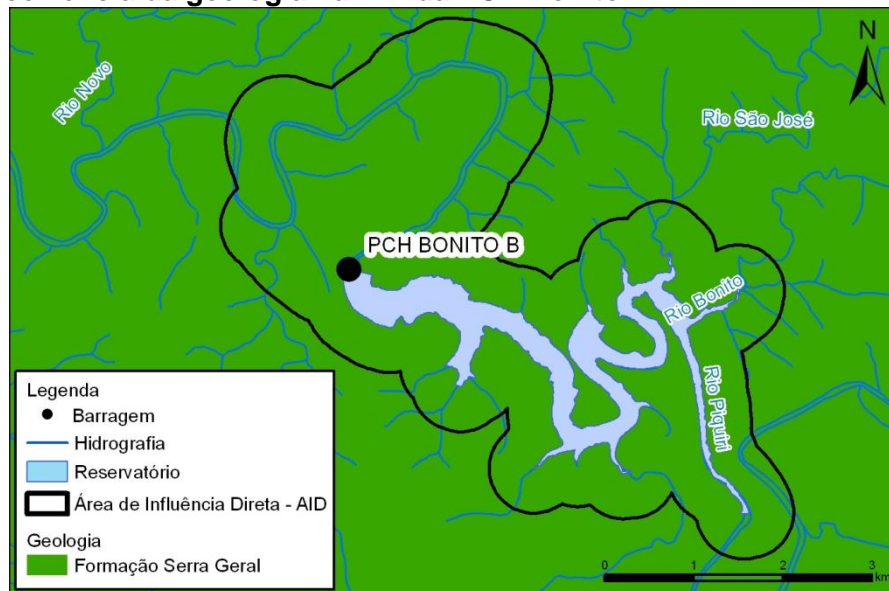 N
Rio Novo
Rio São José
PCH BONITO B
Rio Bonito
Rio Piquiri
Legenda
Barragem
Hidrografia
Reservatório
Área de Influência Direta - AID
Geologia
Formação Serra Geral
0 1 2 3
km